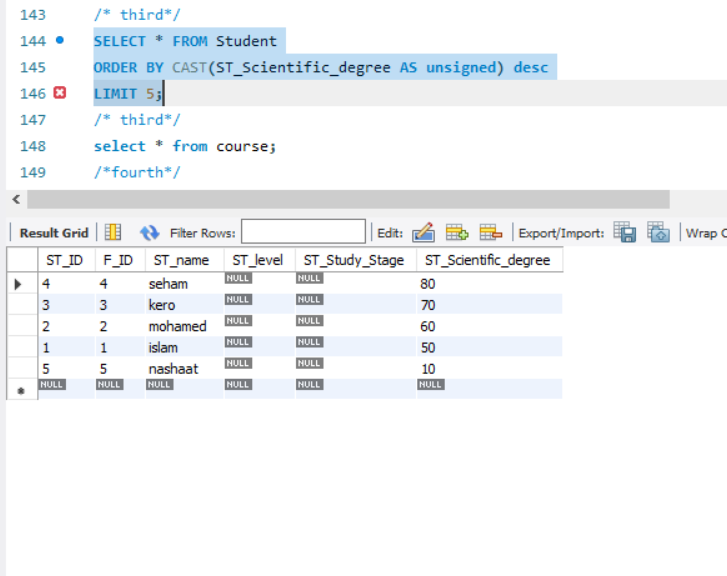 143 /* third*/
144 SELECT * FROM Student
145 ORDER BY CAST(ST_Scientific_degree AS unsigned) desc
146 LIMIT 5;
147 /* third*/
148 select * from course;
149 /*fourth*/
Result Grid Filter Rows: Edit: Export/Import: Wrap C
ST_ID F_ID ST_name ST_level ST_Study_Stage ST_Scientific_degree
4 4 seham NULL NULL 80
3 3 kero NULL NULL 70
2 2 mohamed NULL NULL 60
1 1 islam NULL NULL 50
5 5 nashaat NULL NULL 10
NULL NULL NULL NULL NULL NULL